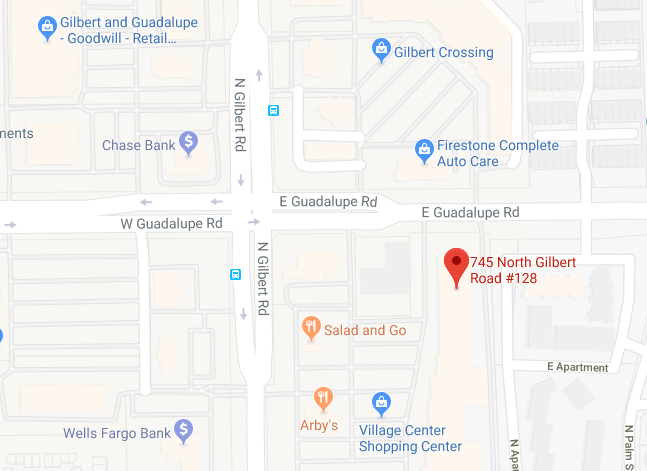 Gilbert and Guadalupe
- Goodwill - Retail...
Gilbert Crossing
N Gilbert Rd
ments
Chase Bank
Firestone Complete
Auto Care
E Guadalupe Rd
E Guadalupe Rd
W Guadalupe Rd
N Gilbert Rd
745 North Gilbert
Road #128
Salad and Go
E Apartment
Arby's
Village Center
Shopping Center
Wells Fargo Bank
N Apa
N Palm S